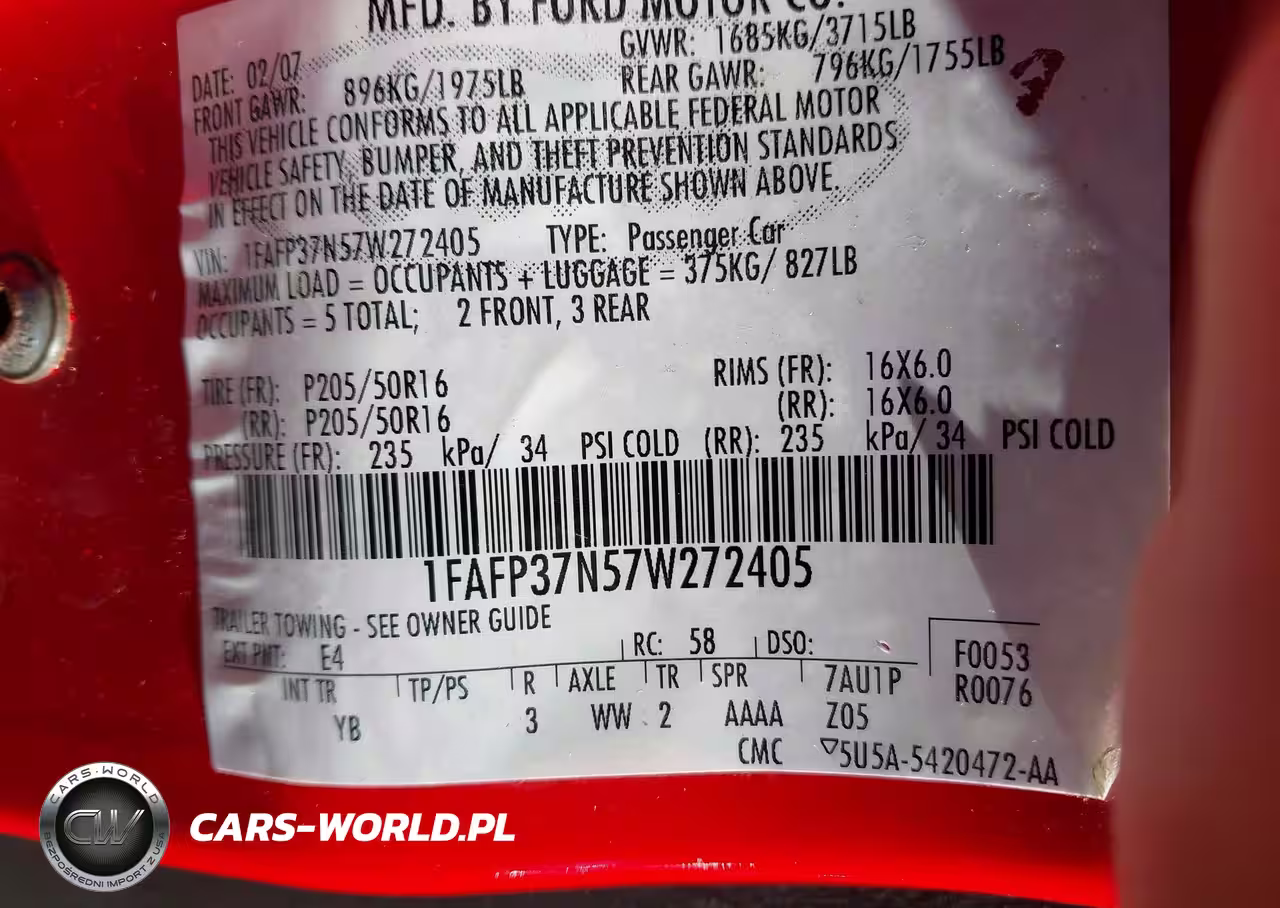 MFD. BY FORD MOTOR CO.
DATE: 02/07 GVWR: 1685KG/3715LB
FRONT GAWR: 896KG/1975LB REAR GAWR: 796KG/1755LB
THIS VEHICLE CONFORMS TO ALL APPLICABLE FEDERAL MOTOR
VEHICLE SAFETY, BUMPER, AND THEFT PREVENTION STANDARDS
IN EFFECT ON THE DATE OF MANUFACTURE SHOWN ABOVE.
VIN: 1FAFP37N57W272405 TYPE: Passenger Car
MAXIMUM LOAD = OCCUPANTS + LUGGAGE = 375KG/ 827LB
OCCUPANTS = 5 TOTAL; 2 FRONT, 3 REAR
TIRE (FR): P205/50R16 RIMS (FR): 16X6.0
(RR): P205/50R16 (RR): 16X6.0
PRESSURE (FR): 235 kPa/ 34 PSI COLD (RR): 235 kPa/ 34 PSI COLD
1FAFP37N57W272405
TRAILER TOWING - SEE OWNER GUIDE
EXT PNT: E4 RC: 58 DSO: F0053
INT TR TP/PS R AXLE TR SPR 7AU1P R0076
YB 3 WW 2 AAAA Z05
CMC ▽5U5A-5420472-AA
CARS-WORLD
CW
BEZPOŚREDNI IMPORT Z USA
CARS-WORLD.PL